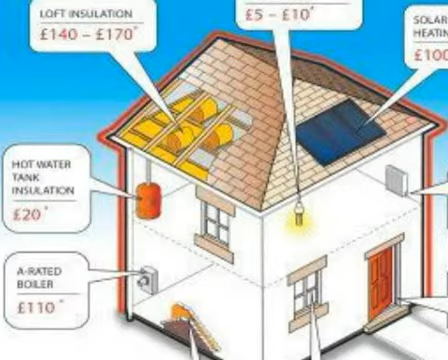 LOFT INSULATION
£140 – £170*
£5 – £10*
SOLAR
HEATIN
£100
HOT WATER
TANK
INSULATION
£20*
A-RATED
BOILER
£110*